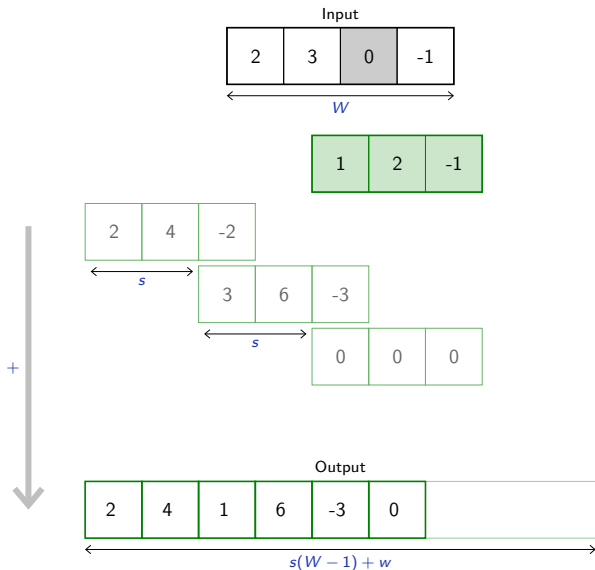 Input
2 3 0 -1
W
1 2 -1
2 4 -2
s
3 6 -3
s
0 0 0
+
Output
2 4 1 6 -3 0
s(W − 1) + w